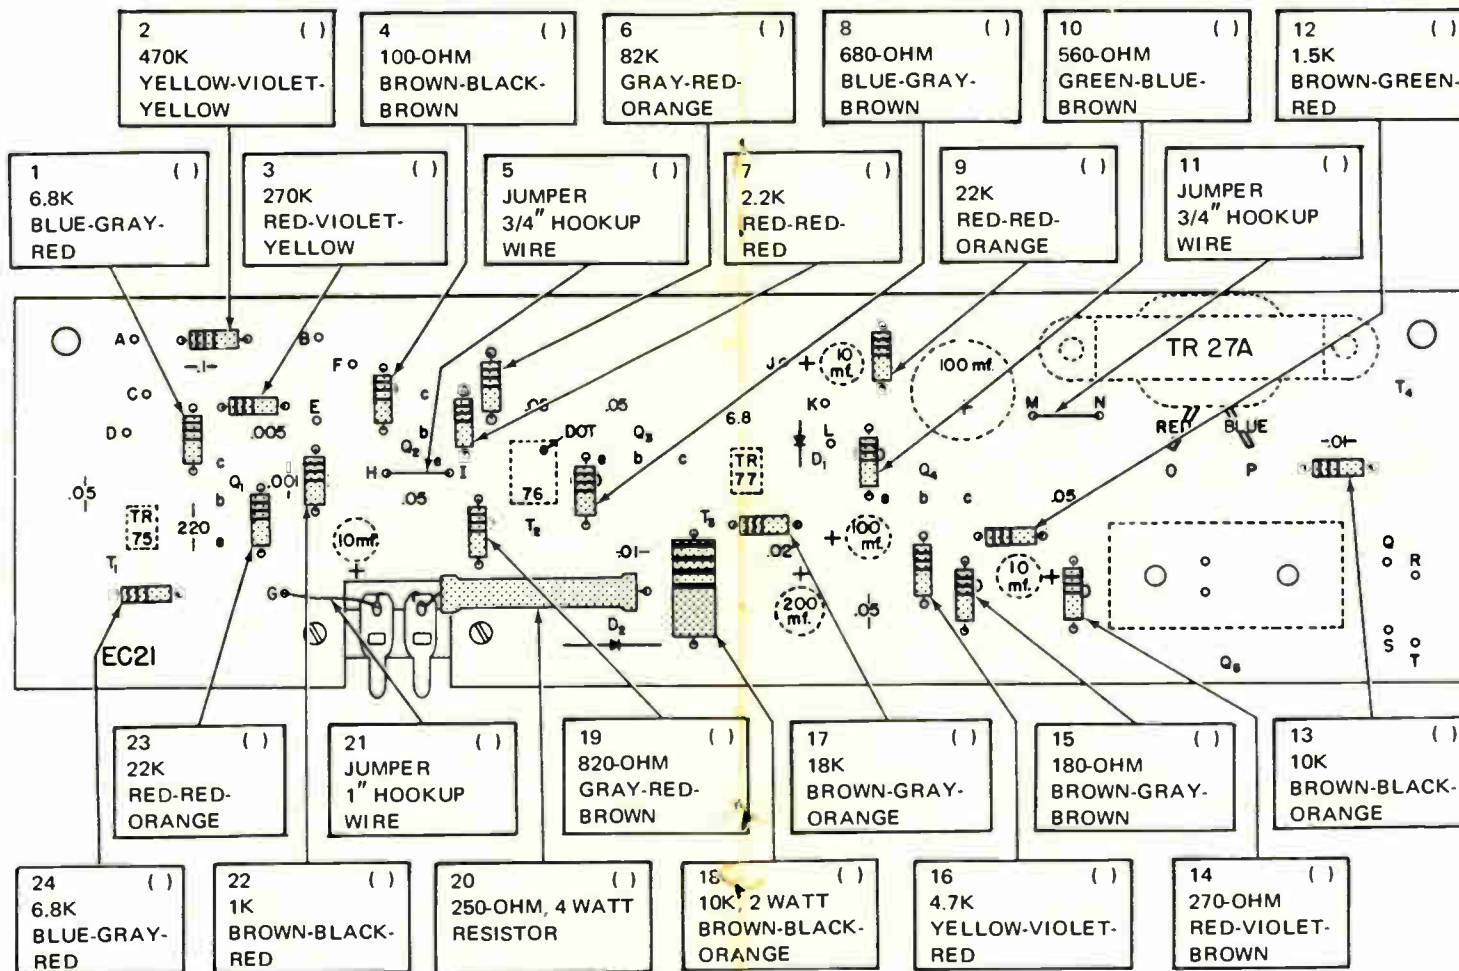 2 ( )
470K
YELLOW-VIOLET-
YELLOW
4 ( )
100-OHM
BROWN-BLACK-
BROWN
6 ( )
82K
GRAY-RED-
ORANGE
8 ( )
680-OHM
BLUE-GRAY-
BROWN
10 ( )
560-OHM
GREEN-BLUE-
BROWN
12 ( )
1.5K
BROWN-GREEN-
RED
1 ( )
6.8K
BLUE-GRAY-
RED
3 ( )
270K
RED-VIOLET-
YELLOW
5 ( )
JUMPER
3/4" HOOKUP
WIRE
7 ( )
2.2K
RED-RED-
RED
9 ( )
22K
RED-RED-
ORANGE
11 ( )
JUMPER
3/4" HOOKUP
WIRE
A
.1
B
F
J
+ 10 mf.
100 mf.
+
TR 27A
T4
C
D
E
.005
c
b
Q2
e
H
I
.05
.05
DOT
Q3
e b c
6.8
K
L
D1
M
N
RED
BLUE
O
P
.01
.05
TR 75
T1
220
c
b
e
Q1
.001
10 mf.
+
.05
76
T2
.01
T3
TR 77
.02
+ 100 mf.
Q4
e
b
c
.05
10 mf. +
Q
R
S
T
G
EC21
D2
+
200 mf.
.05
Q5
23 ( )
22K
RED-RED-
ORANGE
21 ( )
JUMPER
1" HOOKUP
WIRE
19 ( )
820-OHM
GRAY-RED-
BROWN
17 ( )
18K
BROWN-GRAY-
ORANGE
15 ( )
180-OHM
BROWN-GRAY-
BROWN
13 ( )
10K
BROWN-BLACK-
ORANGE
24 ( )
6.8K
BLUE-GRAY-
RED
22 ( )
1K
BROWN-BLACK-
RED
20 ( )
250-OHM, 4 WATT
RESISTOR
18 ( )
10K, 2 WATT
BROWN-BLACK-
ORANGE
16 ( )
4.7K
YELLOW-VIOLET-
RED
14 ( )
270-OHM
RED-VIOLET-
BROWN